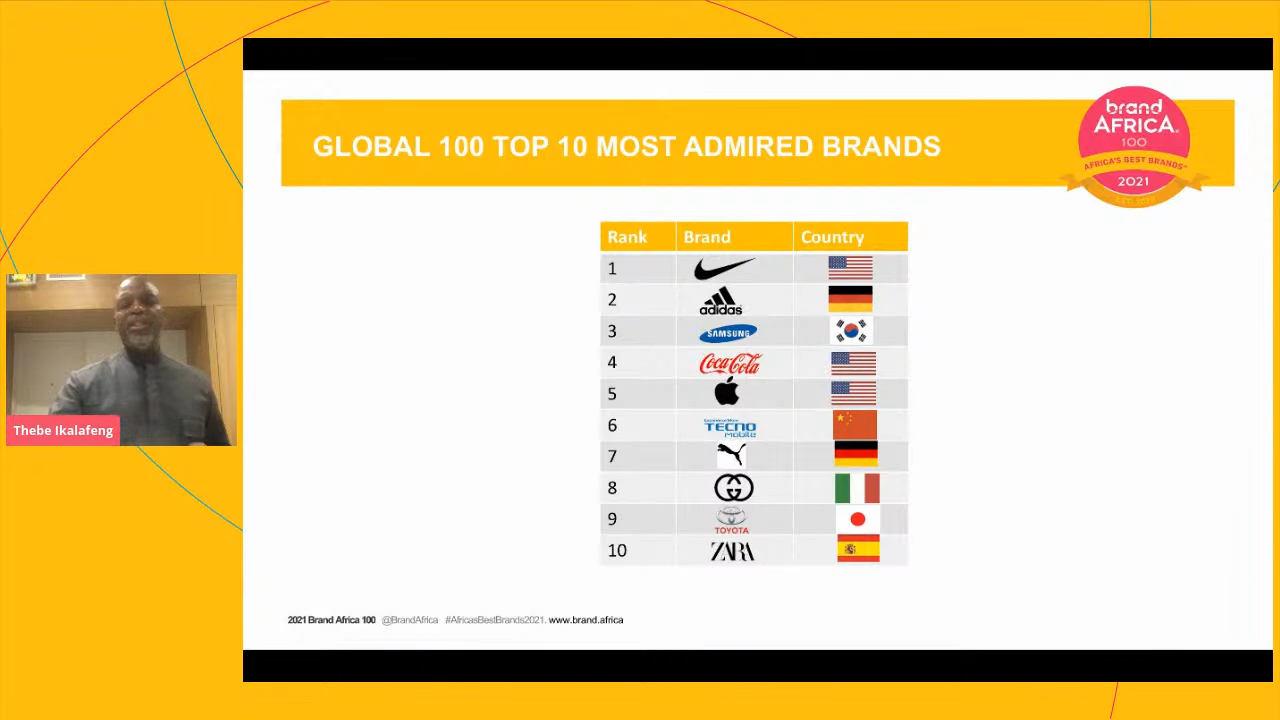 GLOBAL 100 TOP 10 MOST ADMIRED BRANDS
brand
AFRICA.
100
AFRICA'S BEST BRANDS™
2021
Rank Brand Country
1
2 adidas
3 SAMSUNG
4 Coca-Cola
5
6 TECNO
mobile
7
8
9 TOYOTA
10 ZARA
Thebe Ikalafeng
2021 Brand Africa 100 @BrandAfrica #AfricasBestBrands2021. www.brand.africa